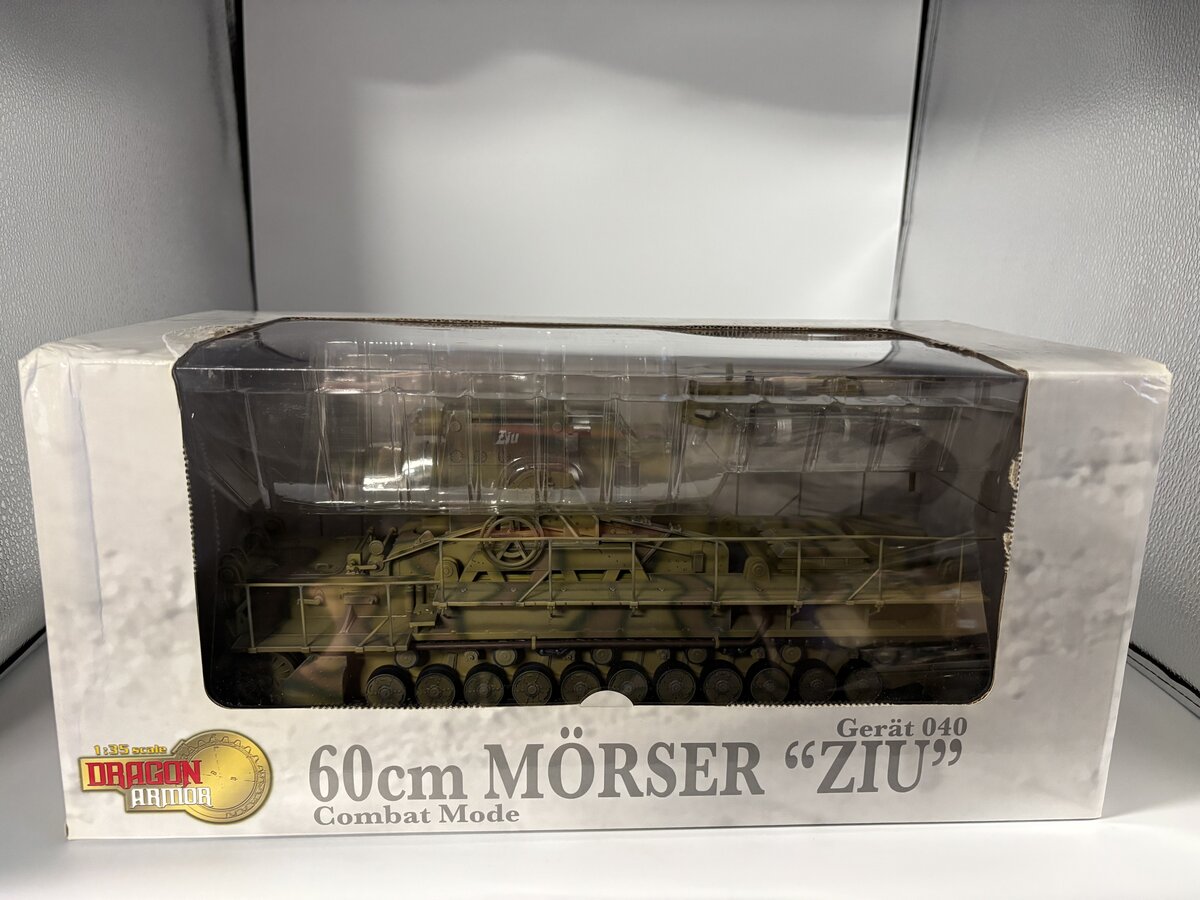 Ziu
1:35 scale
DRAGON
ARMOR
Gerät 040
60cm MÖRSER “ZIU”
Combat Mode